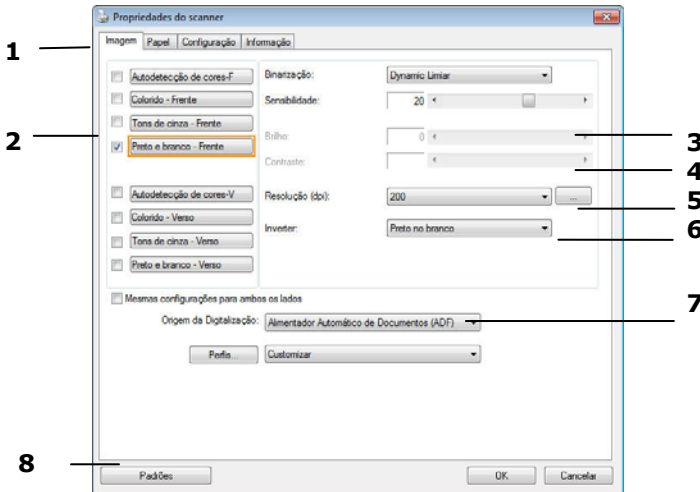 Propriedades do scanner
Imagem Papel Configuração Informação
1
Autodetecção de cores-F
Binarização:
Dynamic Limiar
Colorido - Frente
Sensibilidade:
20
Tons de cinza - Frente
2
Preto e branco - Frente
Brilho:
0
3
Contraste:
4
Autodetecção de cores-V
Resolução (dpi):
200
...
5
Colorido - Verso
Inverter:
Preto no branco
6
Tons de cinza - Verso
Preto e branco - Verso
Mesmas configurações para ambos os lados
7
Origem da Digitalização:
Alimentador Automático de Documentos (ADF)
Perfis...
Customizar
8
Padrões
OK
Cancelar